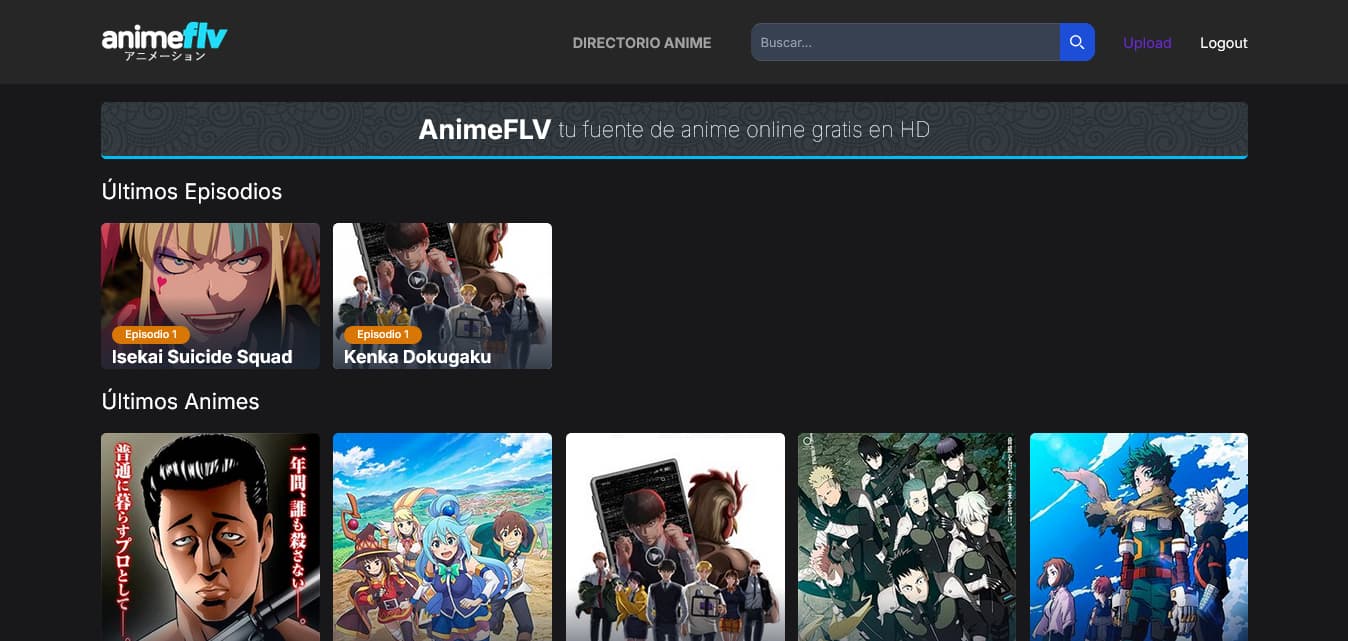 animeflv
アニメーション
DIRECTORIO ANIME
Buscar...
Upload
Logout
AnimeFLV tu fuente de anime online gratis en HD
Últimos Episodios
Episodio 1
Isekai Suicide Squad
Episodio 1
Kenka Dokugaku
Últimos Animes
一年間、誰も殺さない――。
普通に暮らすプロとして――。